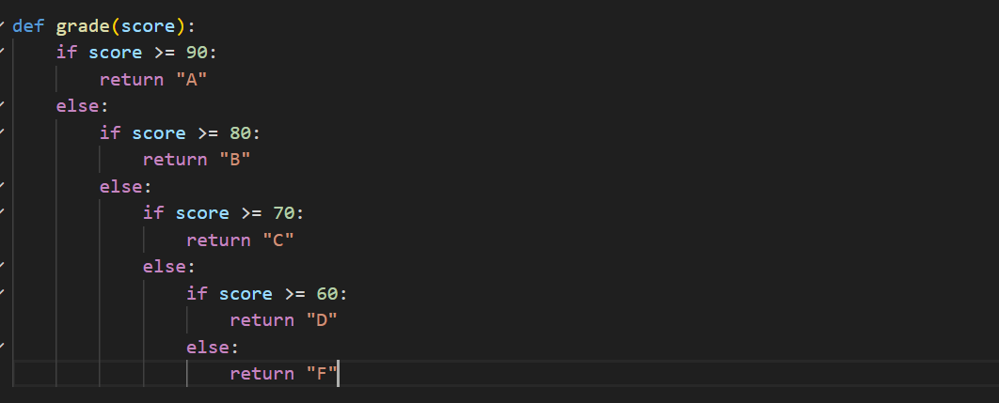 def grade(score):
    if score >= 90:
        return "A"
    else:
        if score >= 80:
            return "B"
        else:
            if score >= 70:
                return "C"
            else:
                if score >= 60:
                    return "D"
                else:
                    return "F"